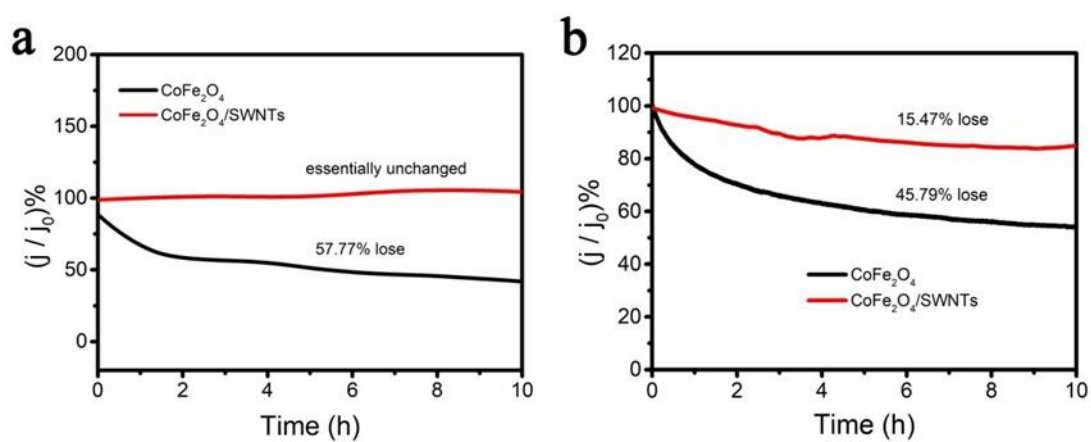 a
200
150
100
50
0
(j / j₀)%
CoFe₂O₄
CoFe₂O₄/SWNTs
essentially unchanged
57.77% lose
0 2 4 6 8 10
Time (h)
b
120
100
80
60
40
20
0
(j / j₀)%
15.47% lose
45.79% lose
CoFe₂O₄
CoFe₂O₄/SWNTs
0 2 4 6 8 10
Time (h)